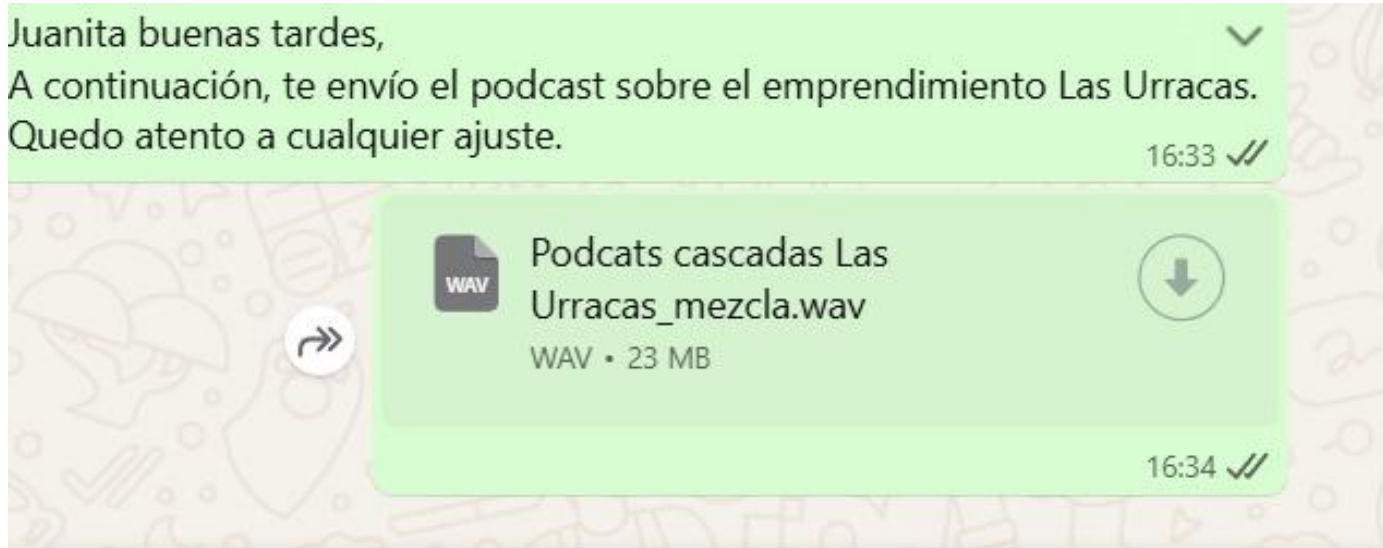 Juanita buenas tardes,
A continuación, te envío el podcast sobre el emprendimiento Las Urracas.
Quedo atento a cualquier ajuste.
16:33
WAV
Podcats cascadas Las
Urracas_mezcla.wav
WAV • 23 MB
16:34